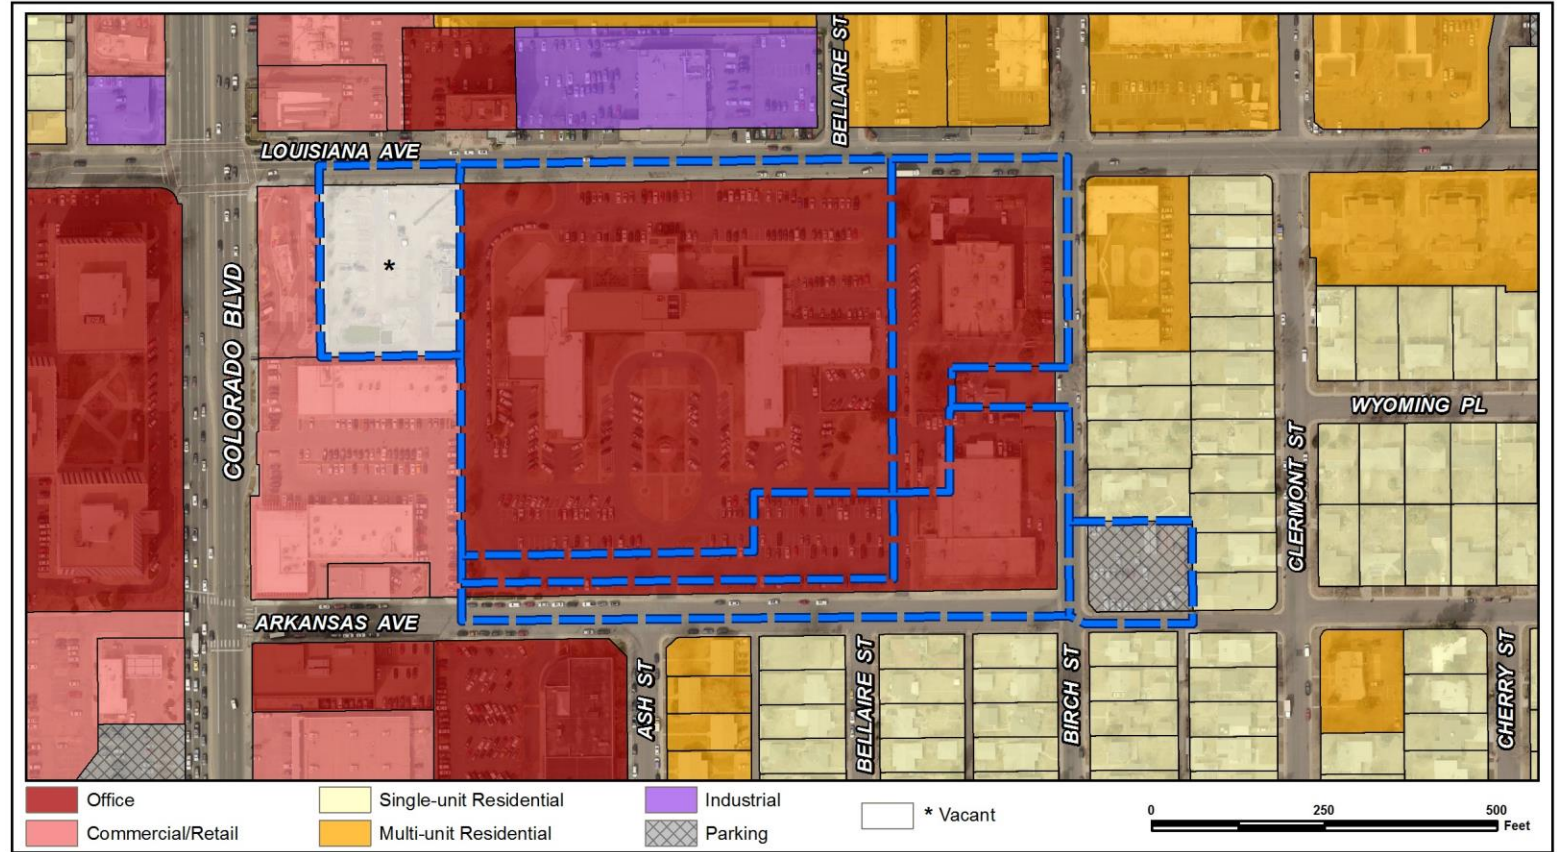 BELLAIRE ST
LOUISIANA AVE
*
COLORADO BLVD
WYOMING PL
CLERMONT ST
ARKANSAS AVE
ASH ST
BELLAIRE ST
BIRCH ST
CHERRY ST
Office
Single-unit Residential
Industrial
* Vacant
0 250 500
Feet
Commercial/Retail
Multi-unit Residential
Parking